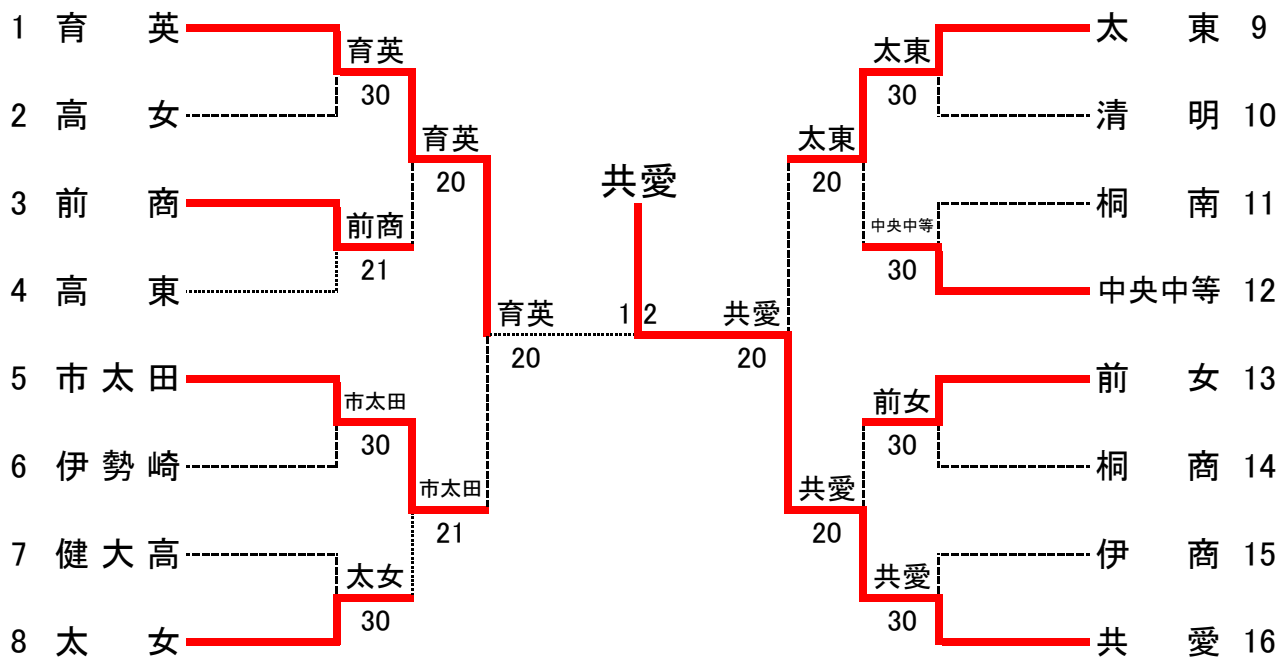 1 育 英
育英
30
2 高 女
育英
20
3 前 商
前商
21
4 高 東
育英
20
5 市太田
市太田
30
6 伊勢崎
市太田
21
7 健大高
太女
30
8 太 女
共愛
1 2
太 東 9
太東
30
清 明 10
太東
20
桐 南 11
中央中等
30
中央中等 12
共愛
20
前 女 13
前女
30
桐 商 14
共愛
20
伊 商 15
共愛
30
共 愛 16